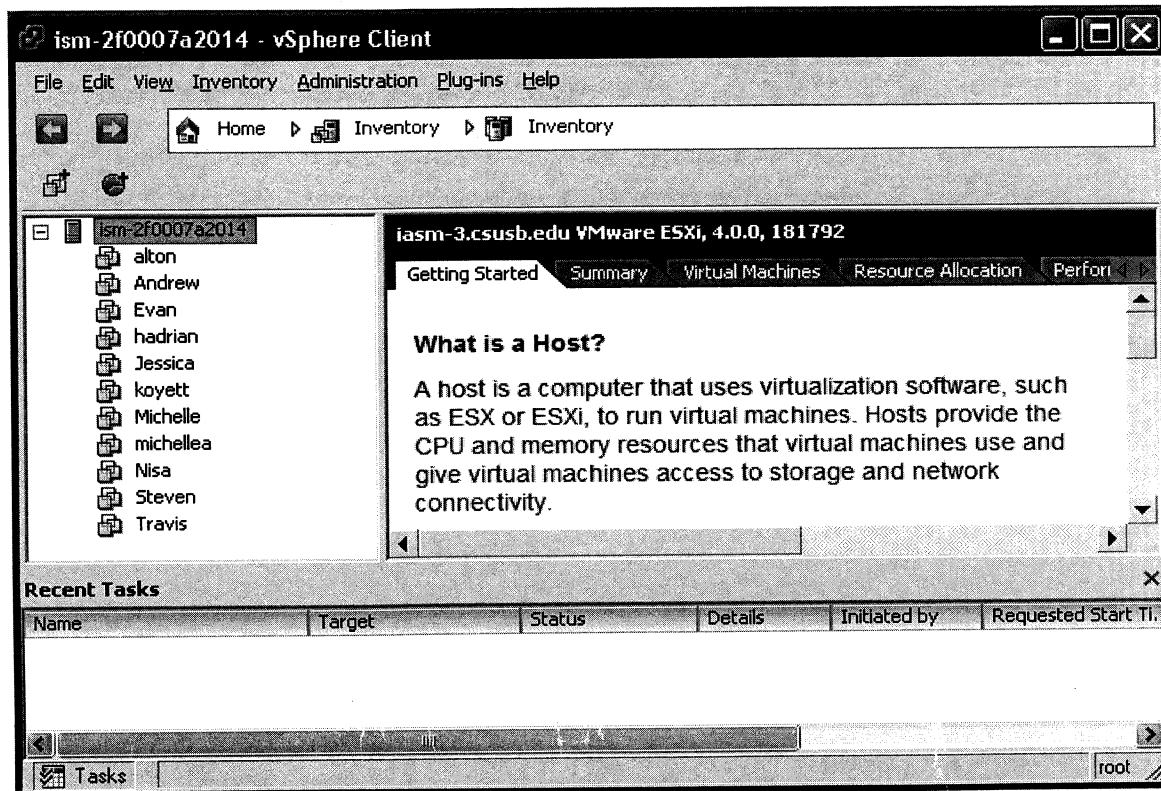 ism-2f0007a2014 - vSphere Client
File Edit View Inventory Administration Plug-ins Help
Home Inventory Inventory
ism-2f0007a2014
alton
Andrew
Evan
hadrian
Jessica
koyett
Michelle
michellea
Nisa
Steven
Travis
iasm-3.csusb.edu VMware ESXi, 4.0.0, 181792
Getting Started Summary Virtual Machines Resource Allocation Perforr
What is a Host?
A host is a computer that uses virtualization software, such
as ESX or ESXi, to run virtual machines. Hosts provide the
CPU and memory resources that virtual machines use and
give virtual machines access to storage and network
connectivity.
Recent Tasks
Name Target Status Details Initiated by Requested Start Ti.
Tasks root